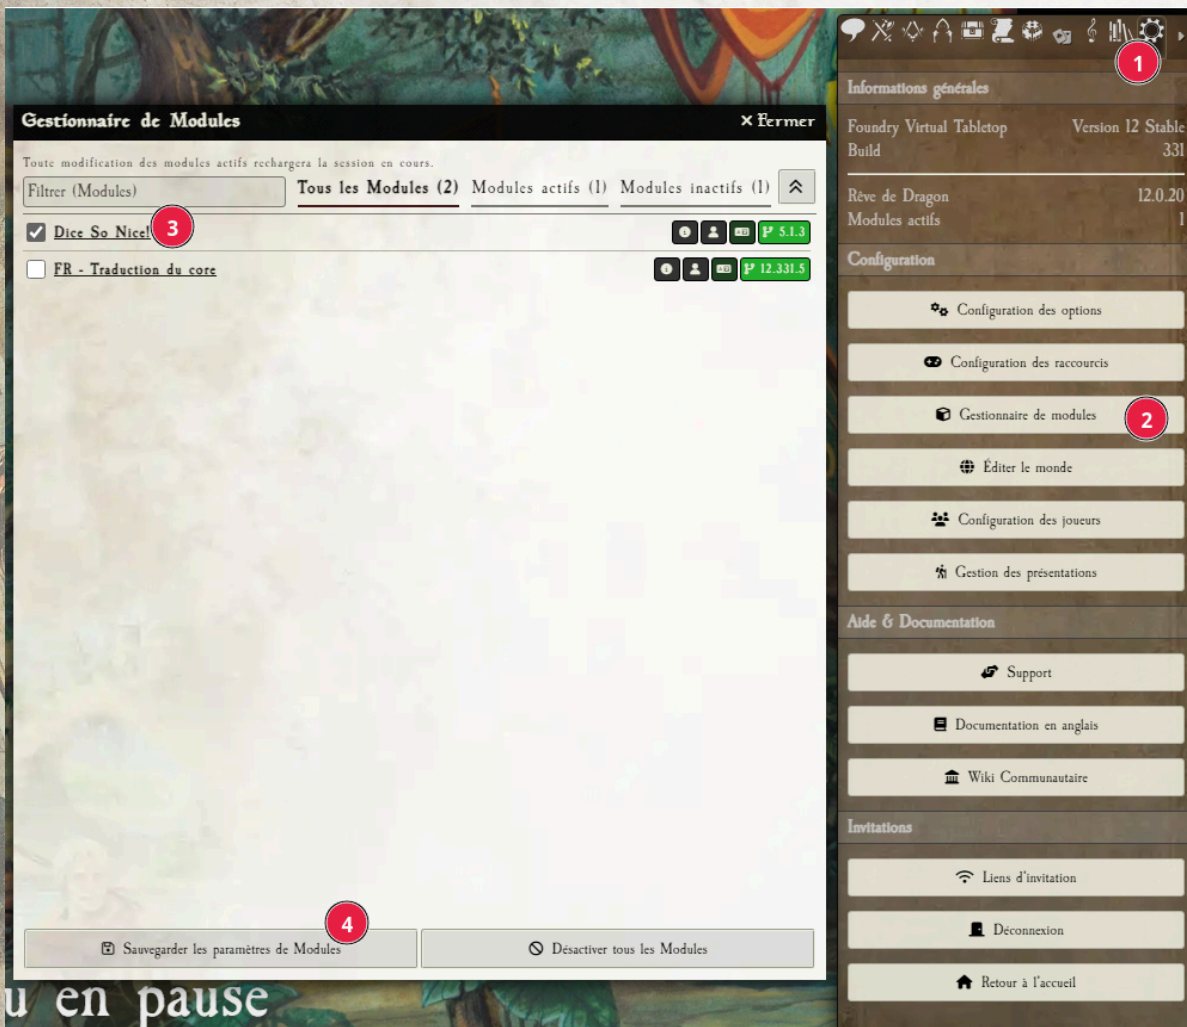 Gestionnaire de Modules
× Fermer
Toute modification des modules actifs rechargera la session en cours.
Filtrer (Modules)
Tous les Modules (2)
Modules actifs (1)
Modules inactifs (1)
Dice So Nice!
3
5.1.3
FR - Traduction du core
12.331.5
4
Sauvegarder les paramètres de Modules
Désactiver tous les Modules
u en pause
1
Informations générales
Foundry Virtual Tabletop
Version 12 Stable
Build
331
Rêve de Dragon
12.0.20
Modules actifs
1
Configuration
Configuration des options
Configuration des raccourcis
Gestionnaire de modules
2
Éditer le monde
Configuration des joueurs
Gestion des présentations
Aide & Documentation
Support
Documentation en anglais
Wiki Communautaire
Invitations
Liens d'invitation
Déconnexion
Retour à l'accueil